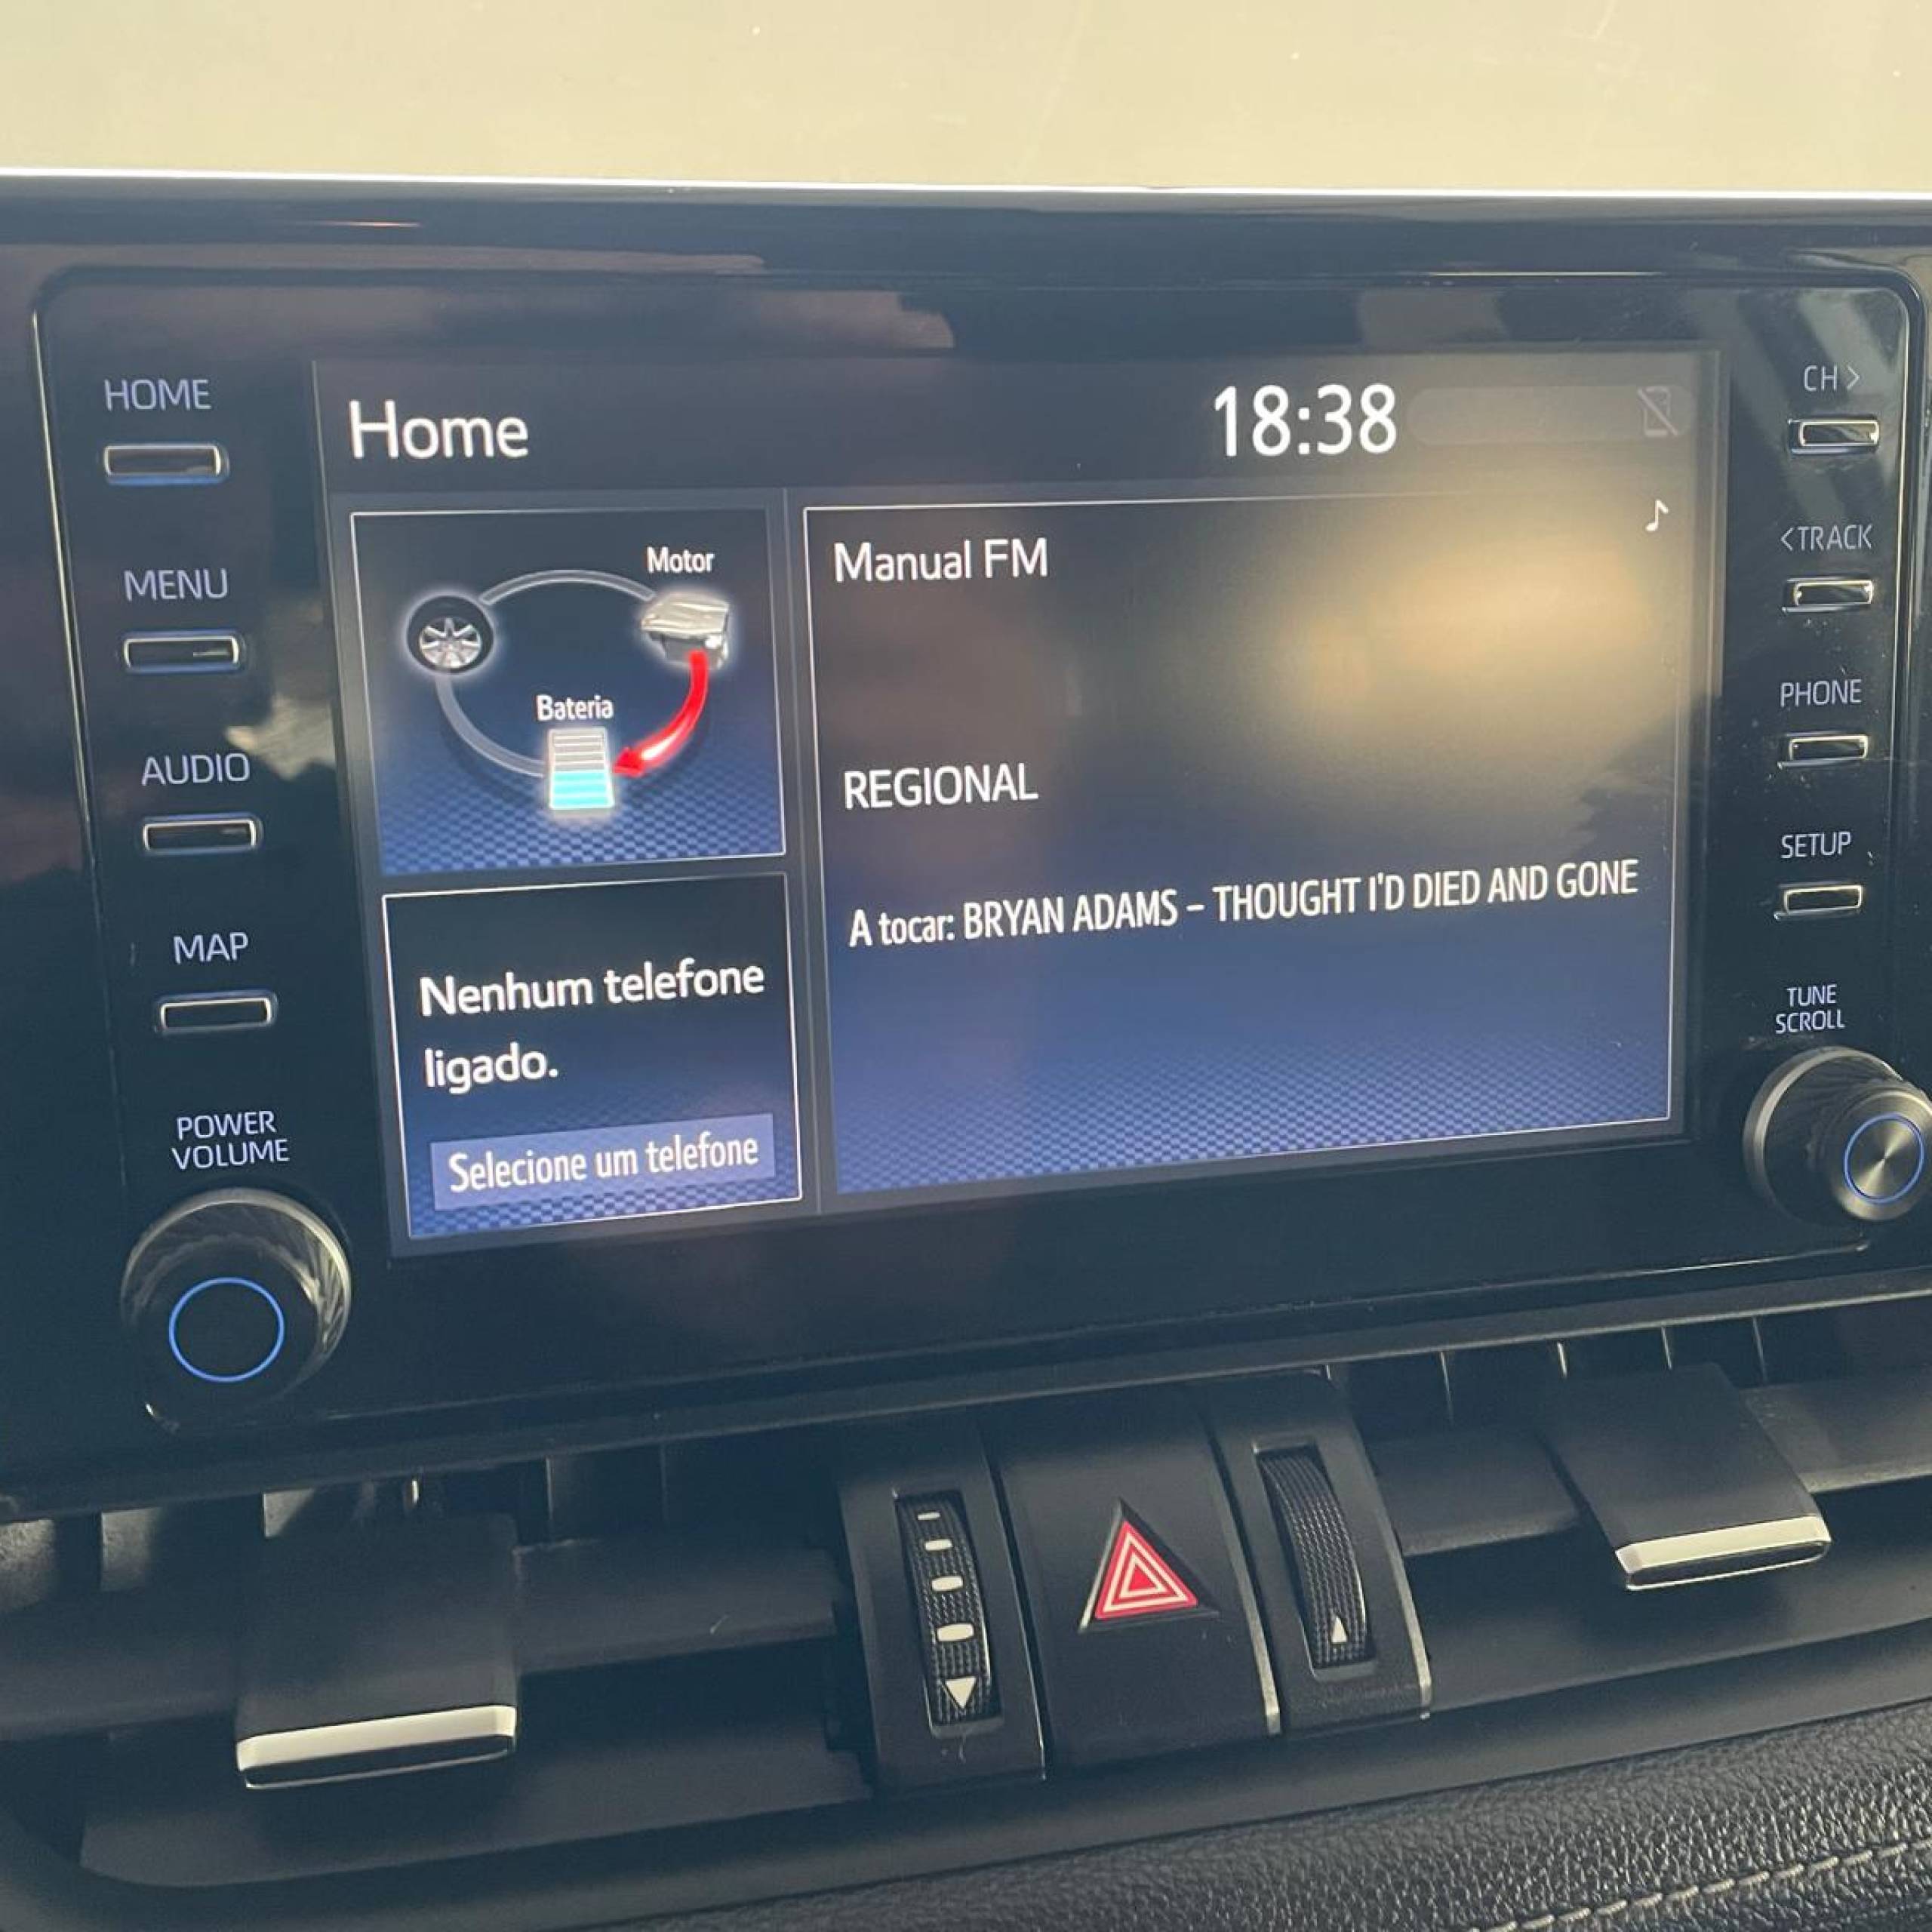 HOME
MENU
AUDIO
MAP
POWER
VOLUME
Home
18:38
Motor
Bateria
Nenhum telefone
ligado.
Selecione um telefone
Manual FM
REGIONAL
A tocar: BRYAN ADAMS – THOUGHT I'D DIED AND GONE
CH >
< TRACK
PHONE
SETUP
TUNE
SCROLL